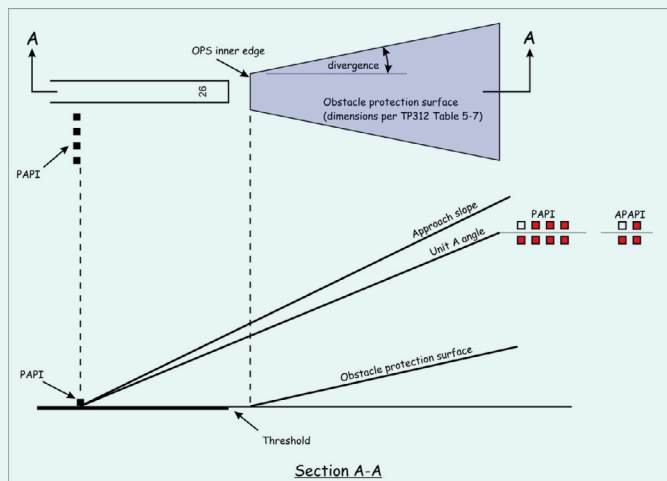 A
A
OPS inner edge
divergence
26
Obstacle protection surface
(dimensions per TP312 Table 5-7)
PAPI
Approach slope
PAPI
APAPI
Unit A angle
Obstacle protection surface
PAPI
Threshold
Section A-A